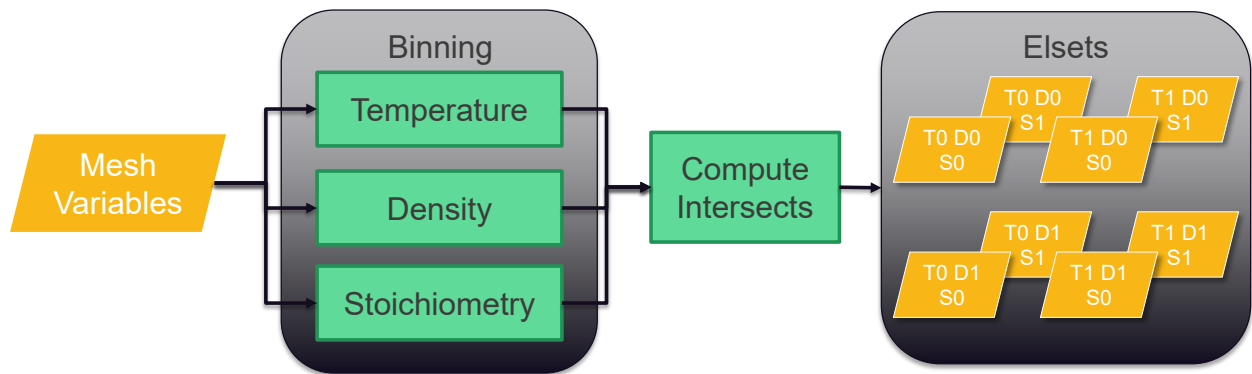 Mesh
Variables
Binning
Temperature
Density
Stoichiometry
Compute
Intersects
Elsets
T0 D0
S1
T1 D0
S1
T0 D0
S0
T1 D0
S0
T0 D1
S1
T1 D1
S1
T0 D1
S0
T1 D1
S0